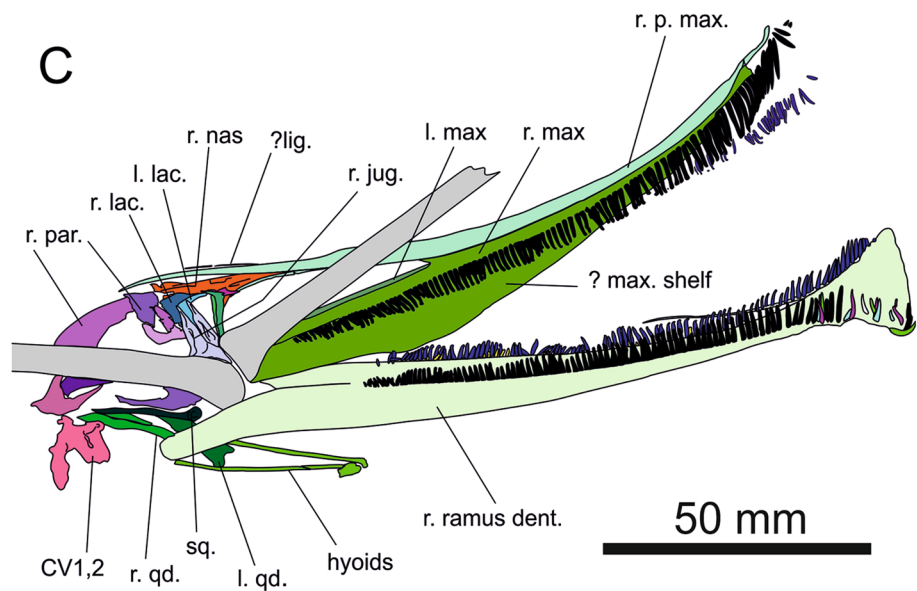 C
r. p. max.
r. nas
?lig.
l. max
r. max
l. lac.
r. jug.
r. lac.
r. par.
? max. shelf
r. ramus dent.
50 mm
CV1,2
r. qd.
sq.
l. qd.
hyoids